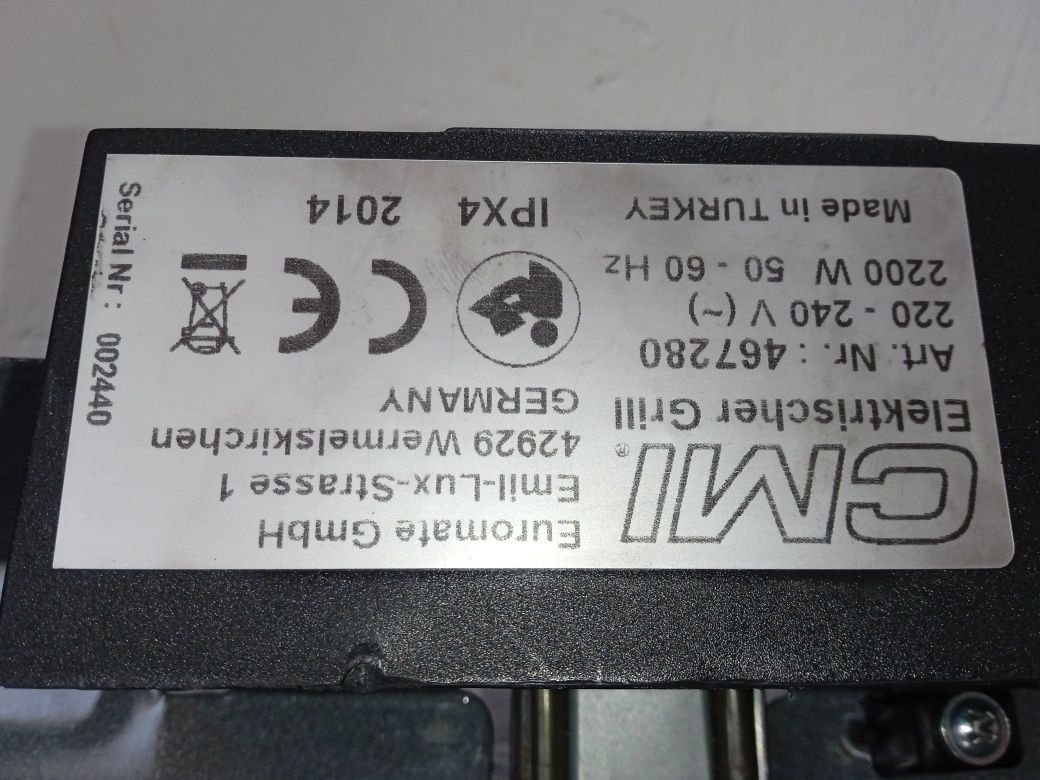 CMI®
Elektrischer Grill
Art. Nr. : 467280
220 - 240 V (~)
2200 W 50 - 60 Hz
Made in TURKEY
Euromate GmbH
Emil-Lux-Strasse 1
42929 Wermelskirchen
GERMANY
CE
IPX4 2014
Serial Nr : 002440